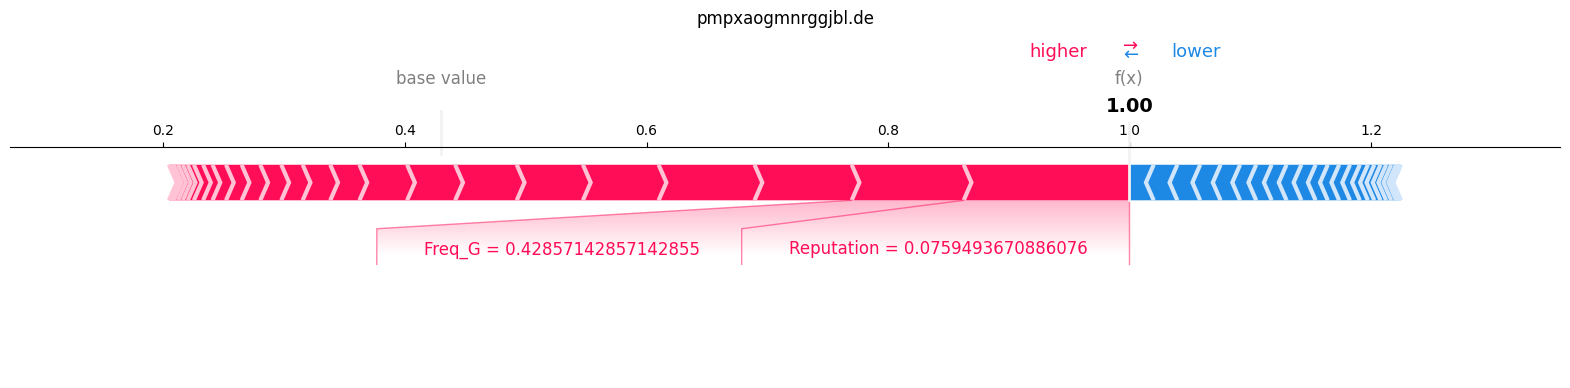 pmpxaogmnrggjbl.de
higher ⇄ lower
base value f(x)
1.00
0.2 0.4 0.6 0.8 1.0 1.2
Freq_G = 0.42857142857142855 Reputation = 0.0759493670886076